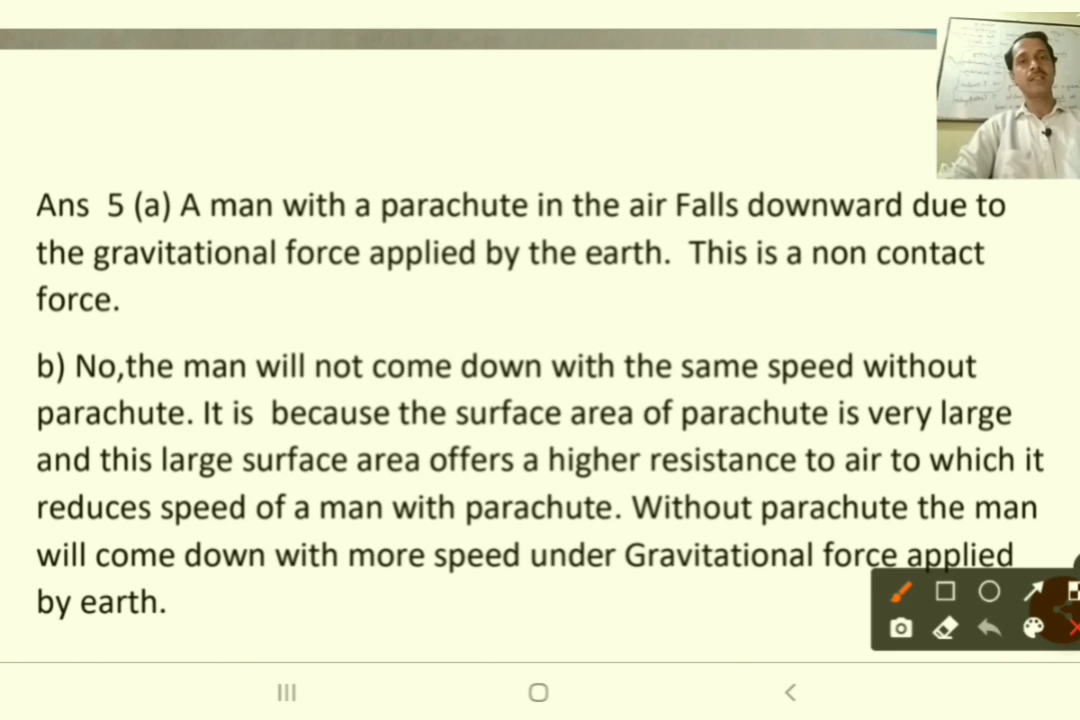 Ans 5 (a) A man with a parachute in the air Falls downward due to
the gravitational force applied by the earth. This is a non contact
force.
b) No,the man will not come down with the same speed without
parachute. It is because the surface area of parachute is very large
and this large surface area offers a higher resistance to air to which it
reduces speed of a man with parachute. Without parachute the man
will come down with more speed under Gravitational force applied
by earth.